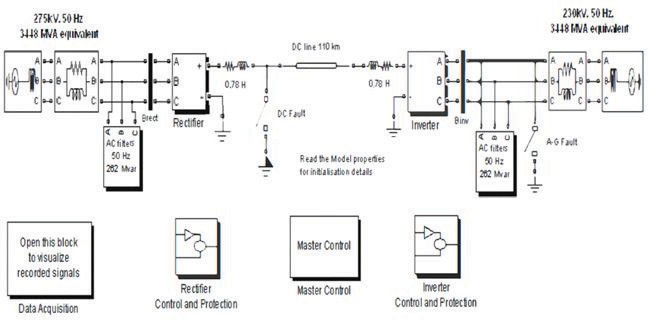 275kV. 50 Hz
3448 MVA equivalent
230kV. 50 Hz.
3448 MVA equivalent
DC line 110 km
A
B
C
A
B
C
A
B
C
+
-
0,78 H
0,78 H
+
-
A
B
C
A
B
C
A
B
C
Brect
Rectifier
DC Fault
Inverter
Binv
A B C
AC filters
50 Hz
262 Mvar
A B C
AC filters
50 Hz
262 Mvar
A-G Fault
Read the Model properties
for initialisation details
Open this block
to visualize
recorded signals
Data Acquisition
Rectifier
Control and Protection
Master Control
Master Control
Inverter
Control and Protection